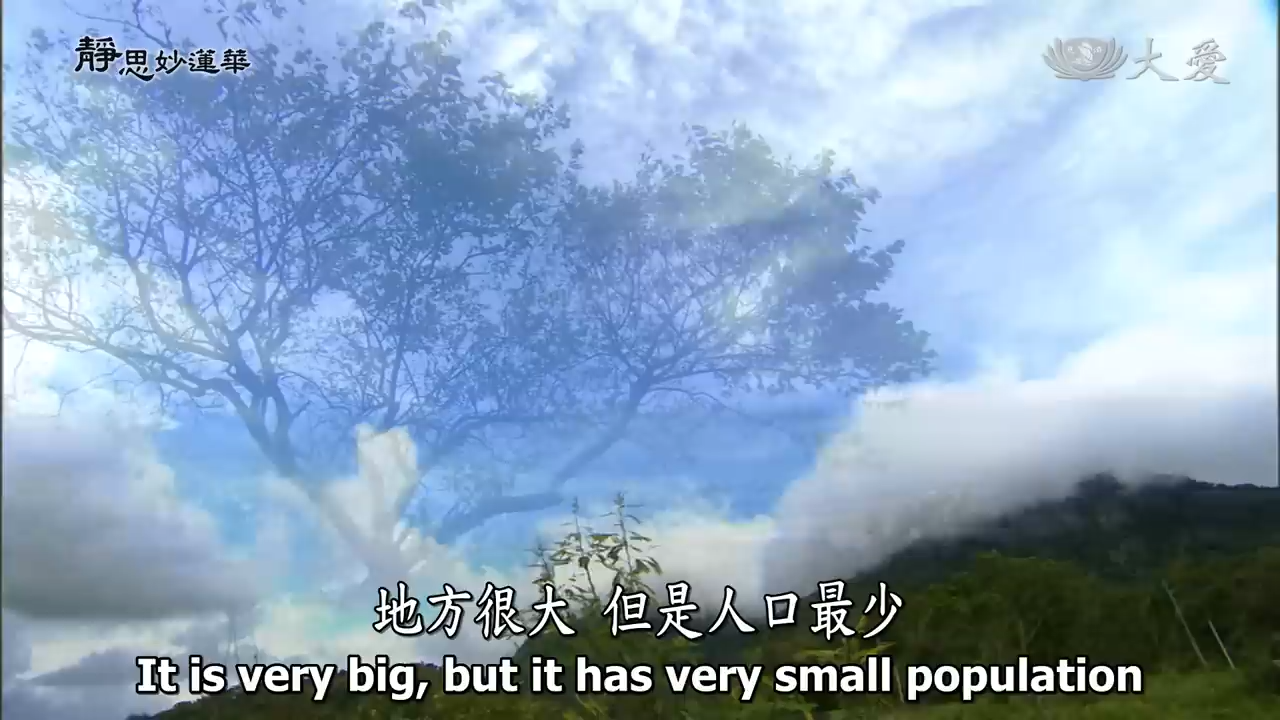 靜思妙蓮華
大愛
地方很大 但是人口最少
It is very big, but it has very small population